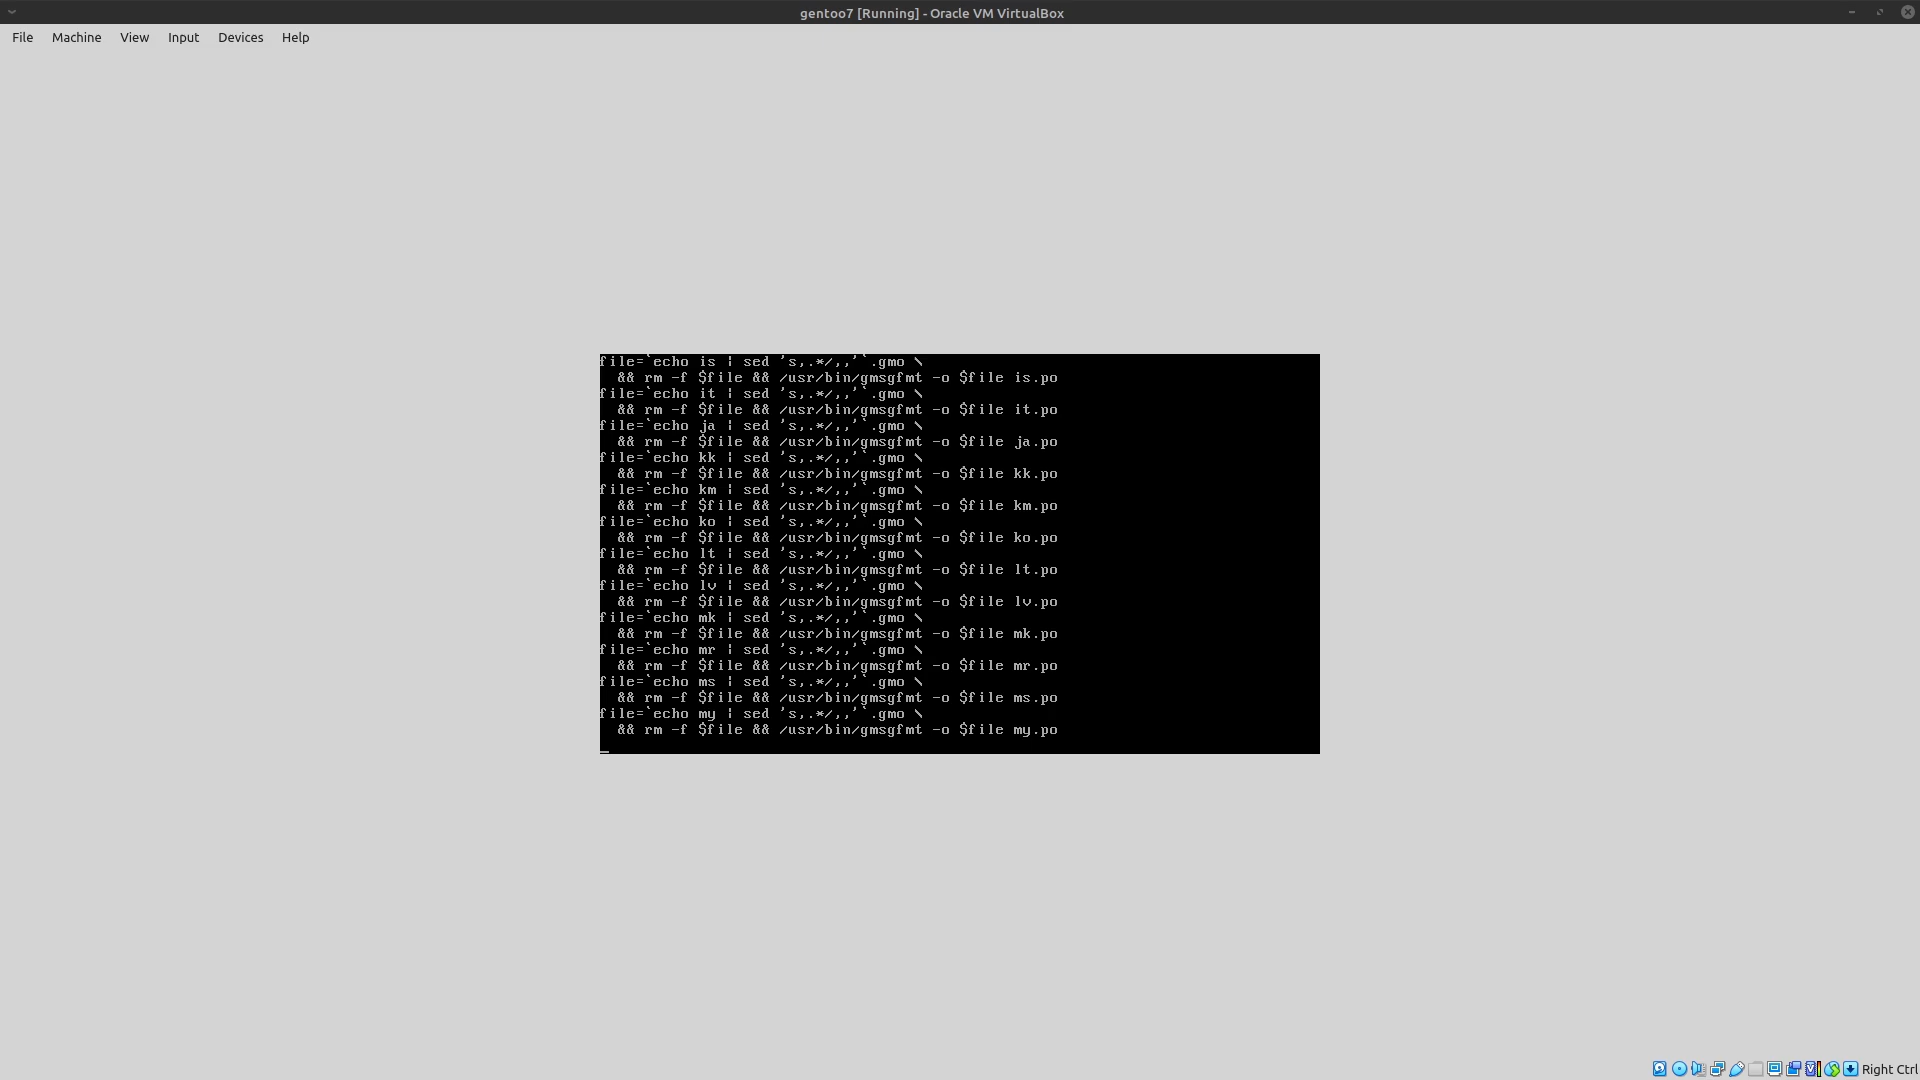 gentoo7 [Running] - Oracle VM VirtualBox
File Machine View Input Devices Help
file=`echo is | sed 's,.*/,,'`.gmo \
  && rm -f $file && /usr/bin/gmsgfmt -o $file is.po
file=`echo it | sed 's,.*/,,'`.gmo \
  && rm -f $file && /usr/bin/gmsgfmt -o $file it.po
file=`echo ja | sed 's,.*/,,'`.gmo \
  && rm -f $file && /usr/bin/gmsgfmt -o $file ja.po
file=`echo kk | sed 's,.*/,,'`.gmo \
  && rm -f $file && /usr/bin/gmsgfmt -o $file kk.po
file=`echo km | sed 's,.*/,,'`.gmo \
  && rm -f $file && /usr/bin/gmsgfmt -o $file km.po
file=`echo ko | sed 's,.*/,,'`.gmo \
  && rm -f $file && /usr/bin/gmsgfmt -o $file ko.po
file=`echo lt | sed 's,.*/,,'`.gmo \
  && rm -f $file && /usr/bin/gmsgfmt -o $file lt.po
file=`echo lv | sed 's,.*/,,'`.gmo \
  && rm -f $file && /usr/bin/gmsgfmt -o $file lv.po
file=`echo mk | sed 's,.*/,,'`.gmo \
  && rm -f $file && /usr/bin/gmsgfmt -o $file mk.po
file=`echo mr | sed 's,.*/,,'`.gmo \
  && rm -f $file && /usr/bin/gmsgfmt -o $file mr.po
file=`echo ms | sed 's,.*/,,'`.gmo \
  && rm -f $file && /usr/bin/gmsgfmt -o $file ms.po
file=`echo my | sed 's,.*/,,'`.gmo \
  && rm -f $file && /usr/bin/gmsgfmt -o $file my.po
Right Ctrl